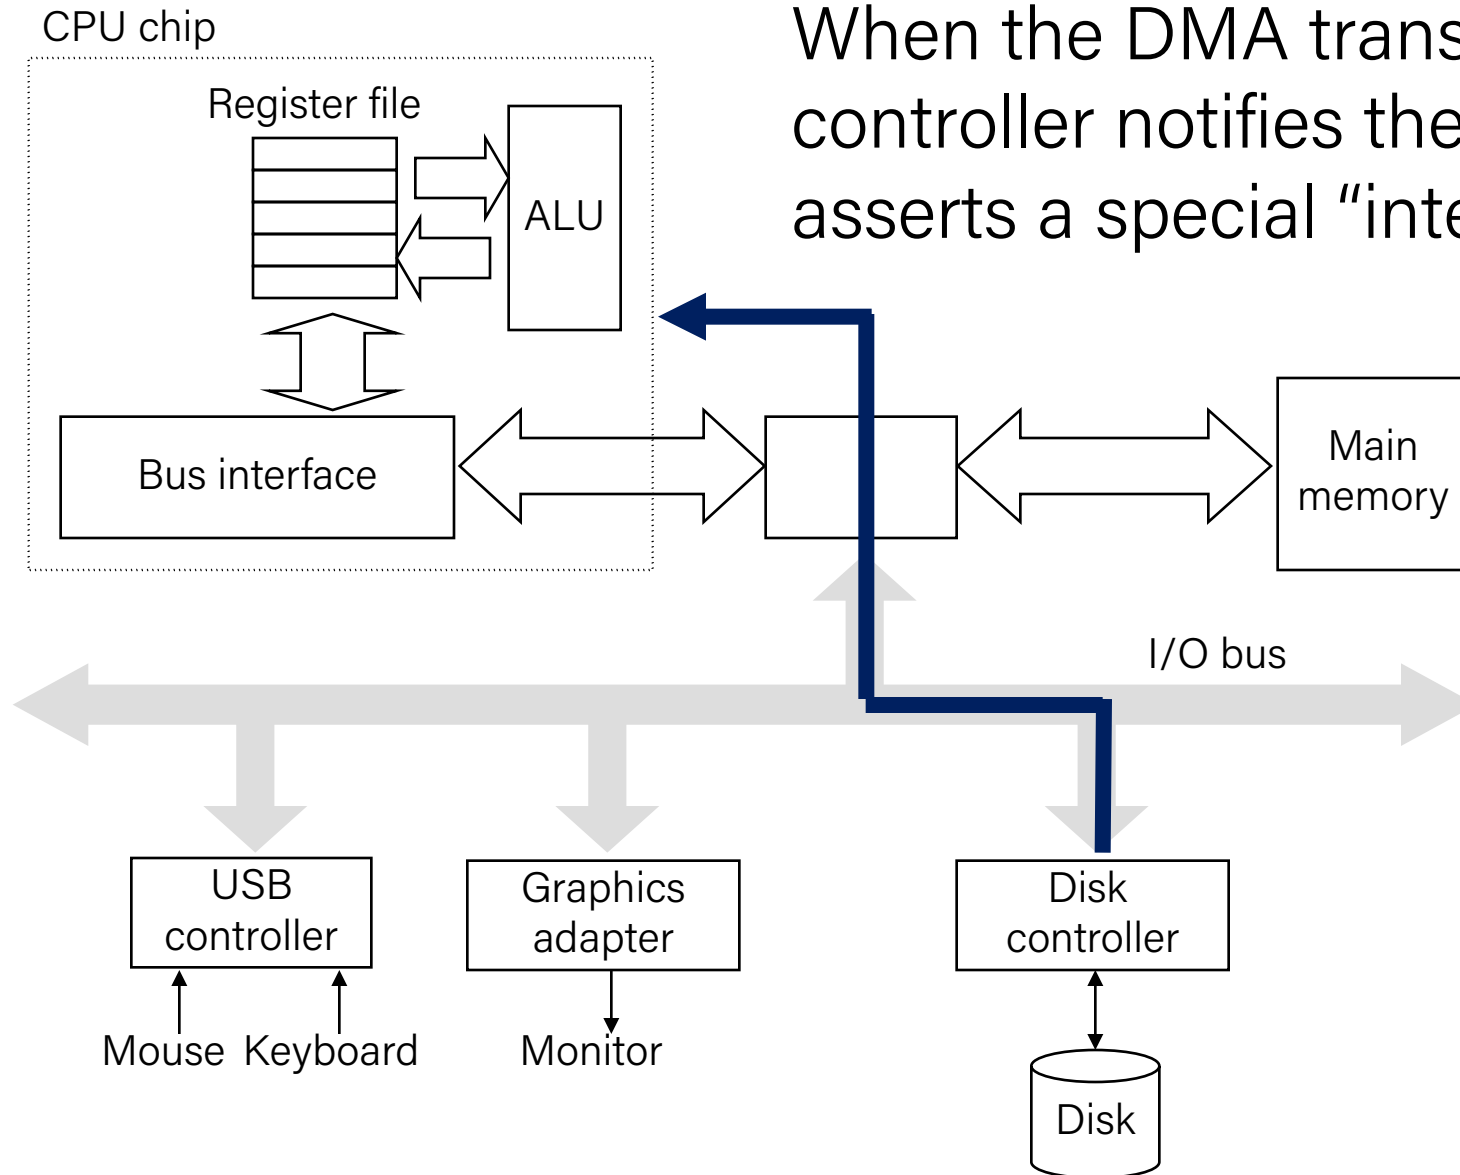 CPU chip
When the DMA trans
controller notifies the
asserts a special “inte
Register file
ALU
Bus interface
Main
memory
I/O bus
USB
controller
Graphics
adapter
Disk
controller
Mouse Keyboard
Monitor
Disk